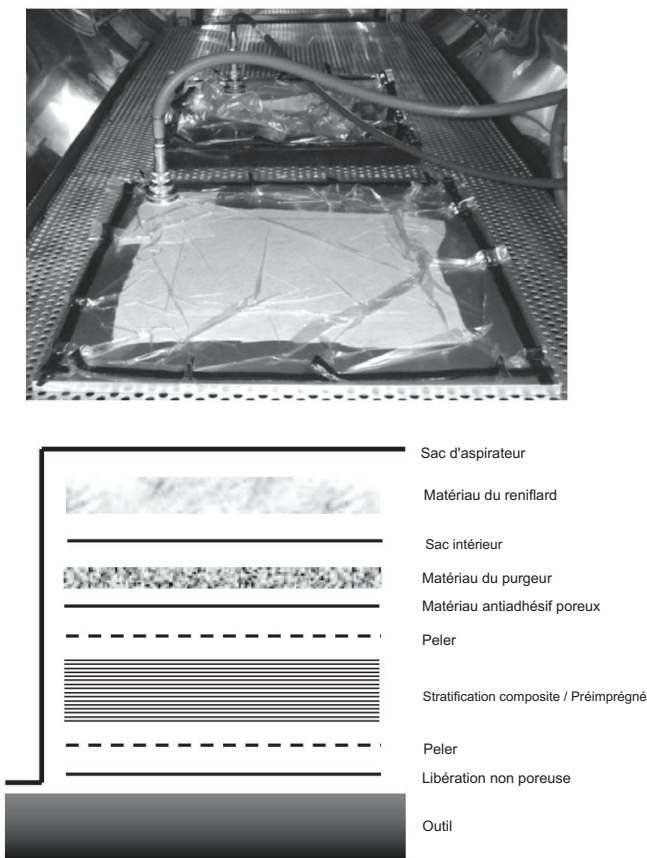 Sac d'aspirateur
Matériau du reniflard
Sac intérieur
Matériau du purgeur
Matériau antiadhésif poreux
Peler
Stratification composite / Préimprégné
Peler
Libération non poreuse
Outil